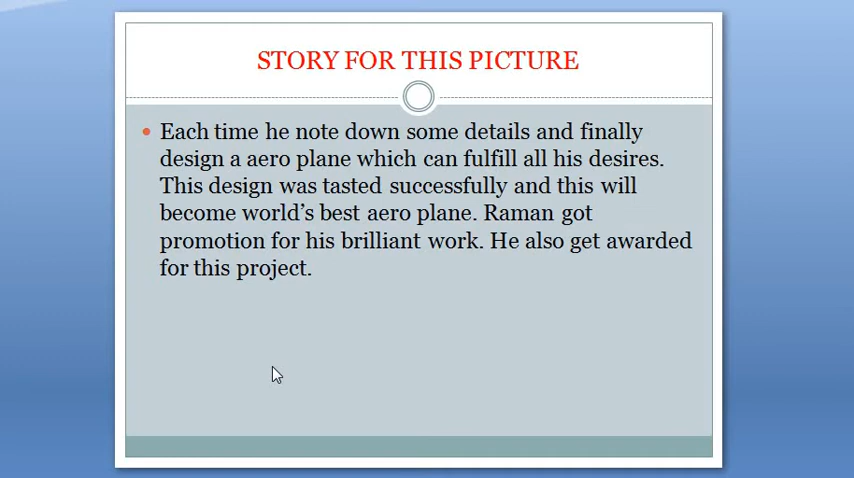 STORY FOR THIS PICTURE
Each time he note down some details and finally
design a aero plane which can fulfill all his desires.
This design was tasted successfully and this will
become world's best aero plane. Raman got
promotion for his brilliant work. He also get awarded
for this project.